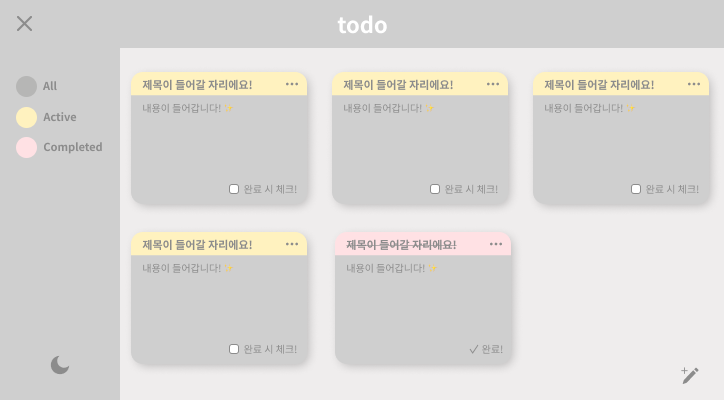 todo
All
Active
Completed
제목이 들어갈 자리에요!
내용이 들어갑니다! ✨
완료 시 체크!
제목이 들어갈 자리에요!
내용이 들어갑니다! ✨
완료 시 체크!
제목이 들어갈 자리에요!
내용이 들어갑니다! ✨
완료 시 체크!
제목이 들어갈 자리에요!
내용이 들어갑니다! ✨
완료 시 체크!
제목이 들어갈 자리에요!
내용이 들어갑니다! ✨
✓ 완료!